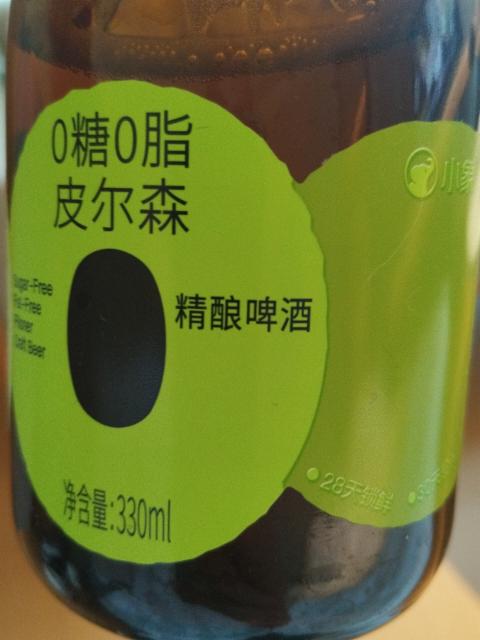 0糖0脂
皮尔森
Sugar-Free
Fat-Free
Pilsner
Craft Beer
精酿啤酒
净含量:330ml
小象
28天锁鲜